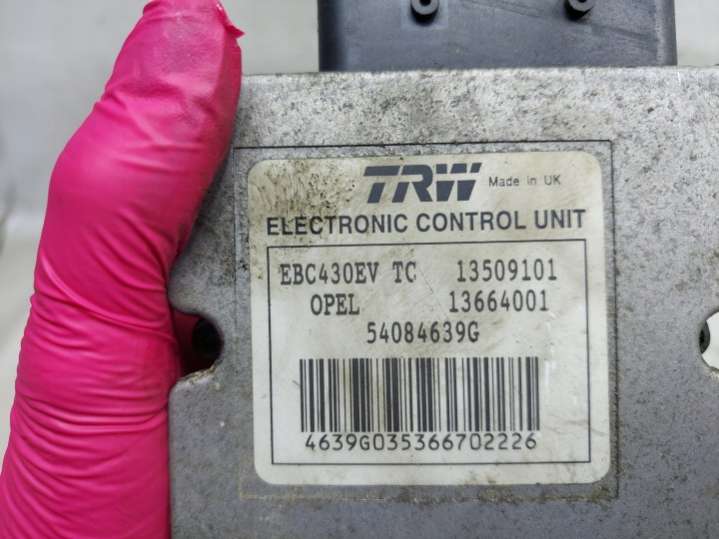 TRW Made in UK
ELECTRONIC CONTROL UNIT
EBC430EV TC 13509101
OPEL 13664001
54084639G
4639G035366702226